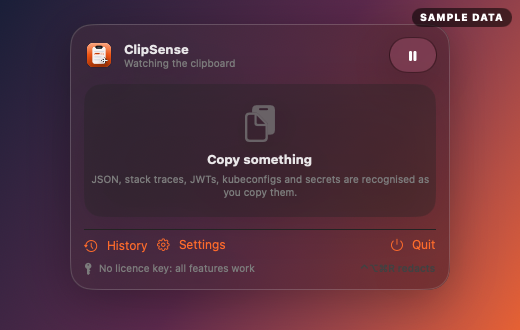 SAMPLE DATA
ClipSense
Watching the clipboard
Copy something
JSON, stack traces, JWTs, kubeconfigs and secrets are recognised as
you copy them.
History
Settings
Quit
No licence key: all features work